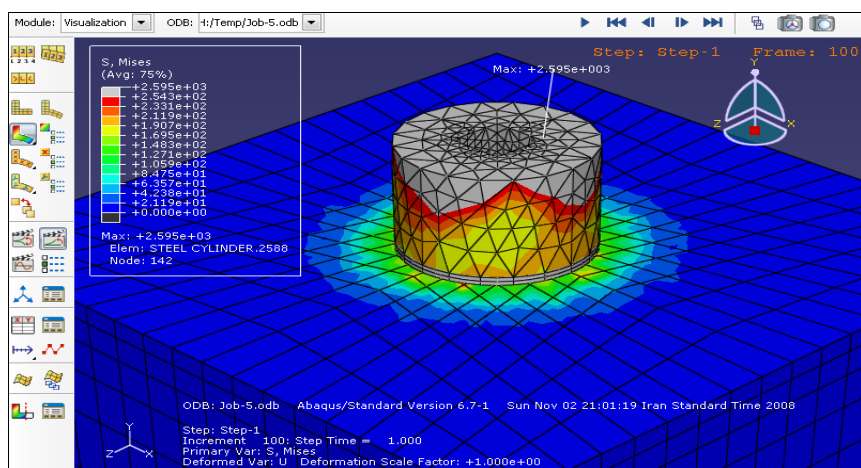 Module: Visualization ODB: H:/Temp/Job-5.odb
Step: Step-1 Frame: 100
S, Mises
(Avg: 75%)
+2.595e+03
+2.543e+02
+2.331e+02
+2.119e+02
+1.907e+02
+1.695e+02
+1.483e+02
+1.271e+02
+1.059e+02
+8.475e+01
+6.357e+01
+4.238e+01
+2.119e+01
+0.000e+00
Max: +2.595e+03
Elem: STEEL CYLINDER.2588
Node: 142
Max: +2.595e+003
Y
Z X
ODB: Job-5.odb Abaqus/Standard Version 6.7-1 Sun Nov 02 21:01:19 Iran Standard Time 2008
Y
Z X
Step: Step-1
Increment 100: Step Time = 1.000
Primary Var: S, Mises
Deformed Var: U Deformation Scale Factor: +1.000e+00